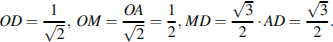 OD = 1/√2, OM = OA/√2 = 1/2, MD = √3/2 · AD = √3/2.